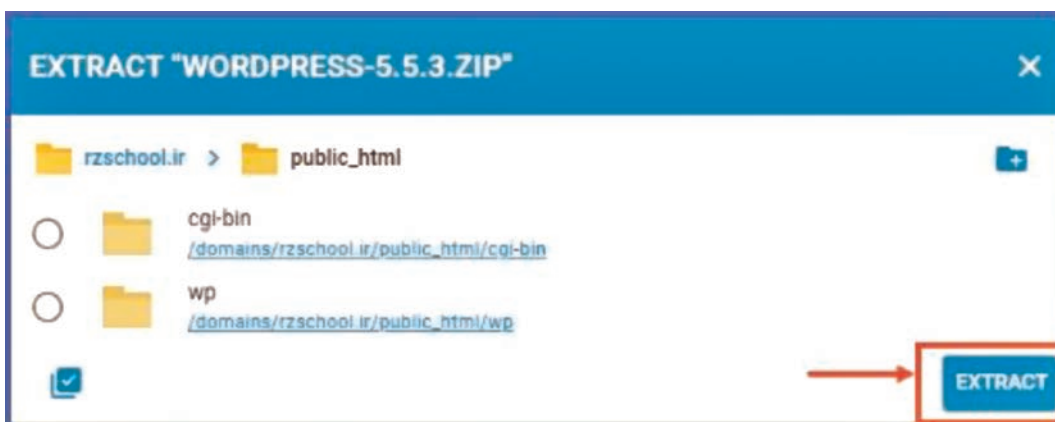 EXTRACT "WORDPRESS-5.5.3.ZIP"
rzschool.ir > public_html
cgi-bin
/domains/rzschool.ir/public_html/cgi-bin
wp
/domains/rzschool.ir/public_html/wp
EXTRACT